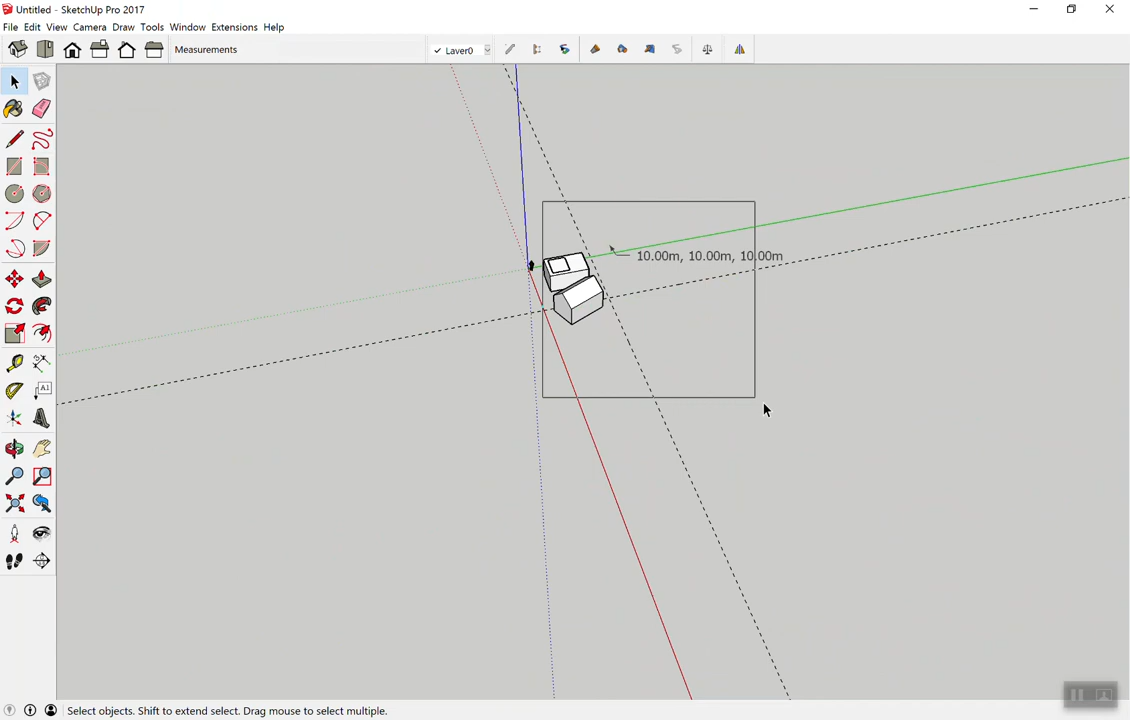 Untitled - SketchUp Pro 2017
File Edit View Camera Draw Tools Window Extensions Help
Measurements
✓ Layer0
10.00m, 10.00m, 10.00m
A1
Select objects. Shift to extend select. Drag mouse to select multiple.